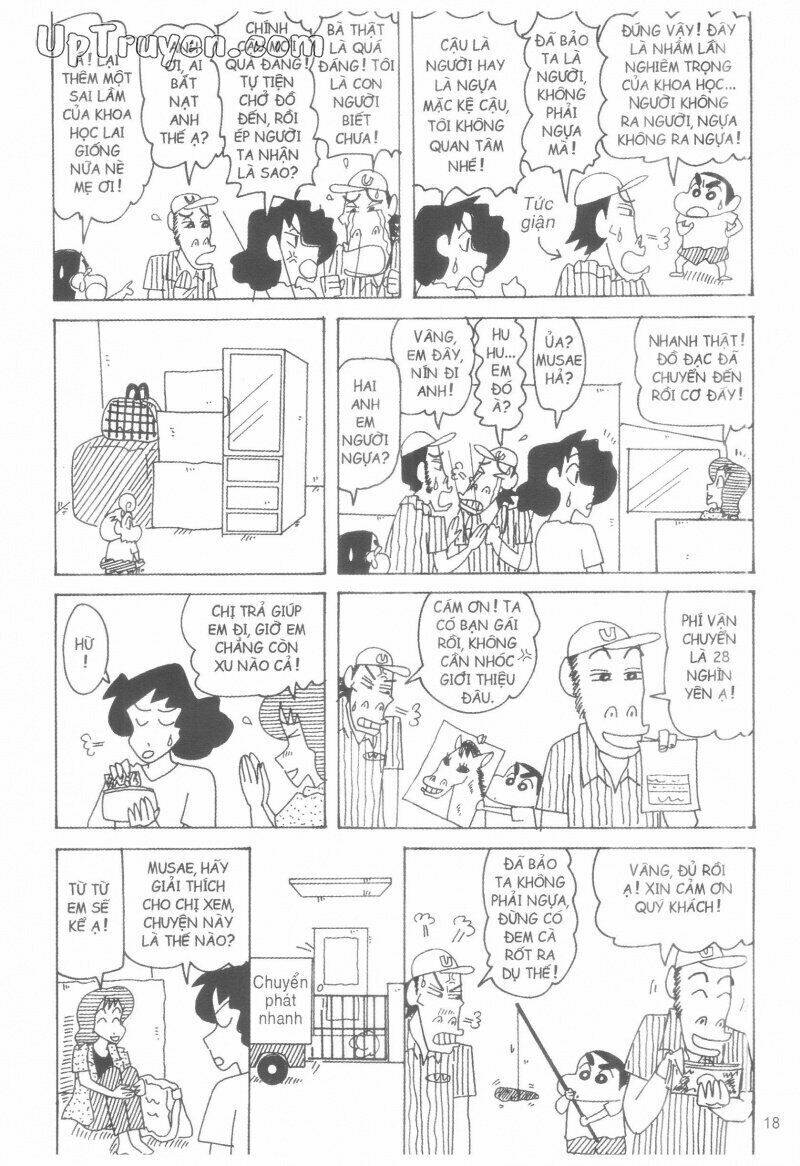 UpTruyen.com
ĐÚNG VẬY! ĐÂY
LÀ NHẦM LẪN
NGHIÊM TRỌNG
CỦA KHOA HỌC...
NGƯỜI KHÔNG
RA NGƯỜI, NGỰA
KHÔNG RA NGỰA!
ĐÃ BẢO
TA LÀ
NGƯỜI,
KHÔNG
PHẢI
NGỰA
MÀ!
CẬU LÀ
NGƯỜI HAY
LÀ NGỰA
MẶC KỆ CẬU,
TÔI KHÔNG
QUAN TÂM
NHÉ!
Tức
giận
BÀ THẬT
LÀ QUÁ
ĐÁNG! TÔI
LÀ CON
NGƯỜI
BIẾT
CHƯA!
CHÍNH
CẬU MỚI
QUÁ ĐÁNG!
TỰ TIỆN
CHỞ ĐỒ
ĐẾN, RỒI
ÉP NGƯỜI
TA NHẬN
LÀ SAO?
ANH
ƠI, AI
BẮT
NẠT
ANH
THẾ Ạ?
A! LẠI
THÊM MỘT
SAI LẦM
CỦA KHOA
HỌC LẠI
GIỐNG
NỮA NÈ
MẸ ƠI!
NHANH THẬT!
ĐỒ ĐẠC ĐÃ
CHUYỂN ĐẾN
RỒI CƠ ĐẤY!
ỦA?
MUSAE
HẢ?
HU
HU...
EM
ĐÓ
À?
VÂNG,
EM ĐÂY,
NÍN ĐI
ANH!
HAI
ANH
EM
NGƯỜI
NGỰA?
PHÍ VẬN
CHUYỂN
LÀ 28
NGHÌN
YÊN Ạ!
CÁM ƠN! TA
CÓ BẠN GÁI
RỒI, KHÔNG
CẦN NHÓC
GIỚI THIỆU
ĐÂU.
CHỊ TRẢ GIÚP
EM ĐI, GIỜ EM
CHẲNG CÒN
XU NÀO CẢ!
HỪ
!
VÂNG, ĐỦ RỒI
Ạ! XIN CẢM ƠN
QUÝ KHÁCH!
ĐÃ BẢO
TA KHÔNG
PHẢI NGỰA,
ĐỪNG CÓ
ĐEM CÀ
RỐT RA
DỤ THẾ!
Chuyển
phát
nhanh
MUSAE, HÃY
GIẢI THÍCH
CHO CHỊ XEM,
CHUYỆN NÀY
LÀ THẾ NÀO?
TỪ TỪ
EM SẼ
KỂ Ạ!
18